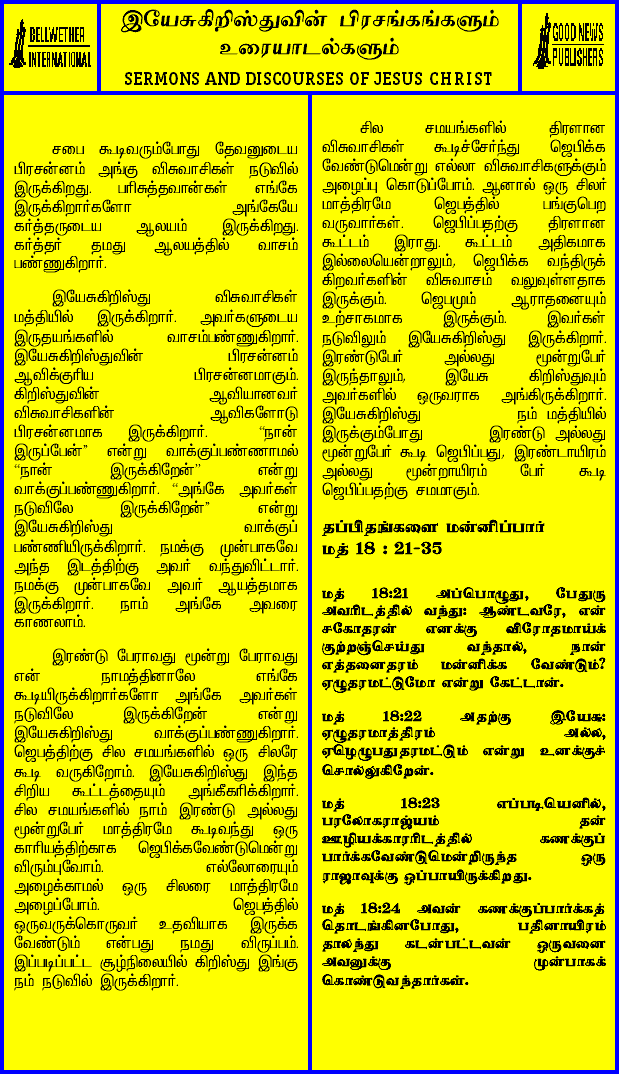 BELLWETHER
INTERNATIONAL
இயேசுகிறிஸ்துவின் பிரசங்கங்களும்
உரையாடல்களும்
SERMONS AND DISCOURSES OF JESUS CHRIST
GOOD NEWS
PUBLISHERS
சபை கூடிவரும்போது தேவனுடைய
பிரசன்னம் அங்கு விசுவாசிகள் நடுவில்
இருக்கிறது. பரிசுத்தவான்கள் எங்கே
இருக்கிறார்களோ அங்கேயே
கர்த்தருடைய ஆலயம் இருக்கிறது.
கர்த்தர் தமது ஆலயத்தில் வாசம்
பண்ணுகிறார்.
இயேசுகிறிஸ்து விசுவாசிகள்
மத்தியில் இருக்கிறார். அவர்களுடைய
இருதயங்களில் வாசம்பண்ணுகிறார்.
இயேசுகிறிஸ்துவின் பிரசன்னம்
ஆவிக்குரிய பிரசன்னமாகும்.
கிறிஸ்துவின் ஆவியானவர்
விசுவாசிகளின் ஆவிகளோடு
பிரசன்னமாக இருக்கிறார். “நான்
இருப்பேன்” என்று வாக்குப்பண்ணாமல்
“நான் இருக்கிறேன்” என்று
வாக்குப்பண்ணுகிறார். “அங்கே அவர்கள்
நடுவிலே இருக்கிறேன்” என்று
இயேசுகிறிஸ்து வாக்குப்
பண்ணியிருக்கிறார். நமக்கு முன்பாகவே
அந்த இடத்திற்கு அவர் வந்துவிட்டார்.
நமக்கு முன்பாகவே அவர் ஆயத்தமாக
இருக்கிறார். நாம் அங்கே அவரை
காணலாம்.
இரண்டு பேராவது மூன்று பேராவது
என் நாமத்தினாலே எங்கே
கூடியிருக்கிறார்களோ அங்கே அவர்கள்
நடுவிலே இருக்கிறேன் என்று
இயேசுகிறிஸ்து வாக்குப்பண்ணுகிறார்.
ஜெபத்திற்கு சில சமயங்களில் ஒரு சிலரே
கூடி வருகிறோம். இயேசுகிறிஸ்து இந்த
சிறிய கூட்டத்தையும் அங்கீகரிக்கிறார்.
சில சமயங்களில் நாம் இரண்டு அல்லது
மூன்றுபேர் மாத்திரமே கூடிவந்து ஒரு
காரியத்திற்காக ஜெபிக்கவேண்டுமென்று
விரும்புவோம். எல்லோரையும்
அழைக்காமல் ஒரு சிலரை மாத்திரமே
அழைப்போம். ஜெபத்தில்
ஒருவருக்கொருவர் உதவியாக இருக்க
வேண்டும் என்பது நமது விருப்பம்.
இப்படிப்பட்ட சூழ்நிலையில் கிறிஸ்து இங்கு
நம் நடுவில் இருக்கிறார்.
சில சமயங்களில் திரளான
விசுவாசிகள் கூடிச்சேர்ந்து ஜெபிக்க
வேண்டுமென்று எல்லா விசுவாசிகளுக்கும்
அழைப்பு கொடுப்போம். ஆனால் ஒரு சிலர்
மாத்திரமே ஜெபத்தில் பங்குபெற
வருவார்கள். ஜெபிப்பதற்கு திரளான
கூட்டம் இராது. கூட்டம் அதிகமாக
இல்லையென்றாலும், ஜெபிக்க வந்திருக்
கிறவர்களின் விசுவாசம் வலுவுள்ளதாக
இருக்கும். ஜெபமும் ஆராதனையும்
உற்சாகமாக இருக்கும். இவர்கள்
நடுவிலும் இயேசுகிறிஸ்து இருக்கிறார்.
இரண்டுபேர் அல்லது மூன்றுபேர்
இருந்தாலும், இயேசு கிறிஸ்துவும்
அவர்களில் ஒருவராக அங்கிருக்கிறார்.
இயேசுகிறிஸ்து நம் மத்தியில்
இருக்கும்போது இரண்டு அல்லது
மூன்றுபேர் கூடி ஜெபிப்பது, இரண்டாயிரம்
அல்லது மூன்றாயிரம் பேர் கூடி
ஜெபிப்பதற்கு சமமாகும்.
தப்பிதங்களை மன்னிப்பார்
மத் 18 : 21-35
மத் 18:21 அப்பொழுது, பேதுரு
அவரிடத்தில் வந்து: ஆண்டவரே, என்
சகோதரன் எனக்கு விரோதமாய்க்
குற்றஞ்செய்து வந்தால், நான்
எத்தனைதரம் மன்னிக்க வேண்டும்?
ஏழுதரமட்டுமோ என்று கேட்டான்.
மத் 18:22 அதற்கு இயேசு:
ஏழுதரமாத்திரம் அல்ல,
ஏழெழுபதுதரமட்டும் என்று உனக்குச்
சொல்லுகிறேன்.
மத் 18:23 எப்படியெனில்,
பரலோகராஜ்யம் தன்
ஊழியக்காரரிடத்தில் கணக்குப்
பார்க்கவேண்டுமென்றிருந்த ஒரு
ராஜாவுக்கு ஒப்பாயிருக்கிறது.
மத் 18:24 அவன் கணக்குப்பார்க்கத்
தொடங்கினபோது, பதினாயிரம்
தாலந்து கடன்பட்டவன் ஒருவனை
அவனுக்கு முன்பாகக்
கொண்டுவந்தார்கள்.